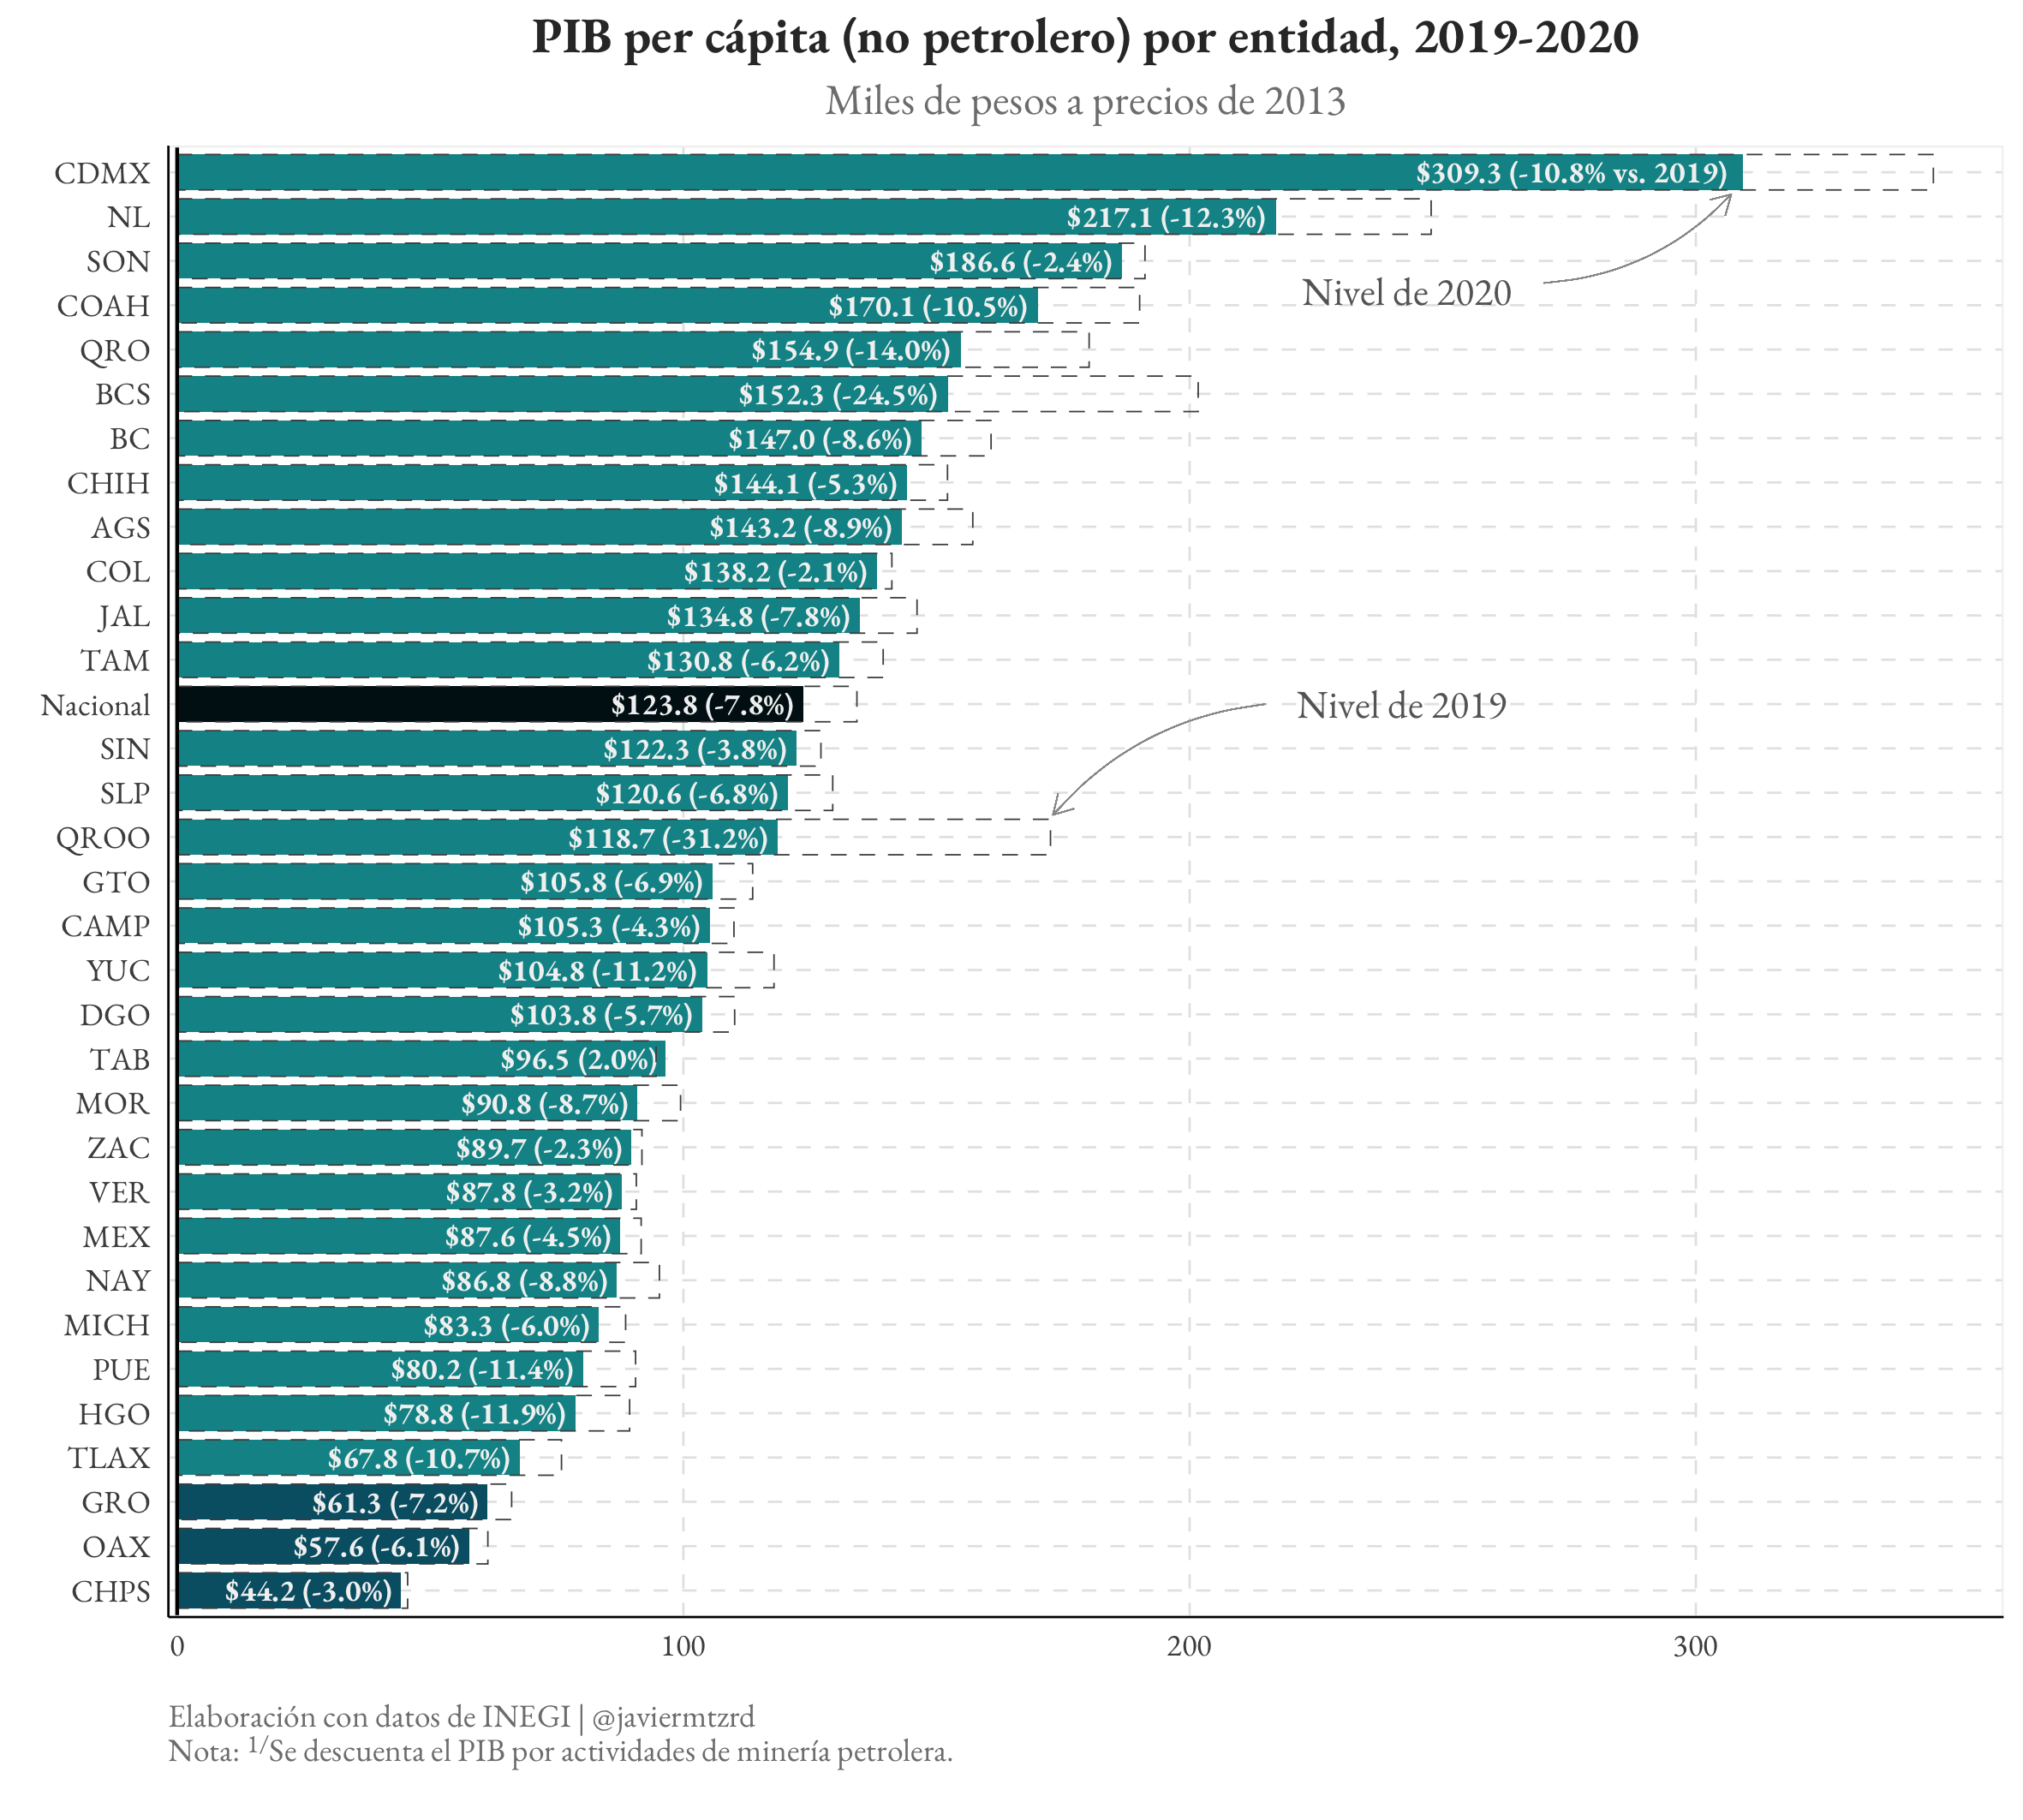 PIB per cápita (no petrolero) por entidad, 2019-2020
Miles de pesos a precios de 2013
CDMX $309.3 (-10.8% vs. 2019)
NL $217.1 (-12.3%)
SON $186.6 (-2.4%)
Nivel de 2020
COAH $170.1 (-10.5%)
QRO $154.9 (-14.0%)
BCS $152.3 (-24.5%)
BC $147.0 (-8.6%)
CHIH $144.1 (-5.3%)
AGS $143.2 (-8.9%)
COL $138.2 (-2.1%)
JAL $134.8 (-7.8%)
TAM $130.8 (-6.2%)
Nacional $123.8 (-7.8%) Nivel de 2019
SIN $122.3 (-3.8%)
SLP $120.6 (-6.8%)
QROO $118.7 (-31.2%)
GTO $105.8 (-6.9%)
CAMP $105.3 (-4.3%)
YUC $104.8 (-11.2%)
DGO $103.8 (-5.7%)
TAB $96.5 (2.0%)
MOR $90.8 (-8.7%)
ZAC $89.7 (-2.3%)
VER $87.8 (-3.2%)
MEX $87.6 (-4.5%)
NAY $86.8 (-8.8%)
MICH $83.3 (-6.0%)
PUE $80.2 (-11.4%)
HGO $78.8 (-11.9%)
TLAX $67.8 (-10.7%)
GRO $61.3 (-7.2%)
OAX $57.6 (-6.1%)
CHPS $44.2 (-3.0%)
0 100 200 300
Elaboración con datos de INEGI | @javiermtzrd
Nota: 1/Se descuenta el PIB por actividades de minería petrolera.